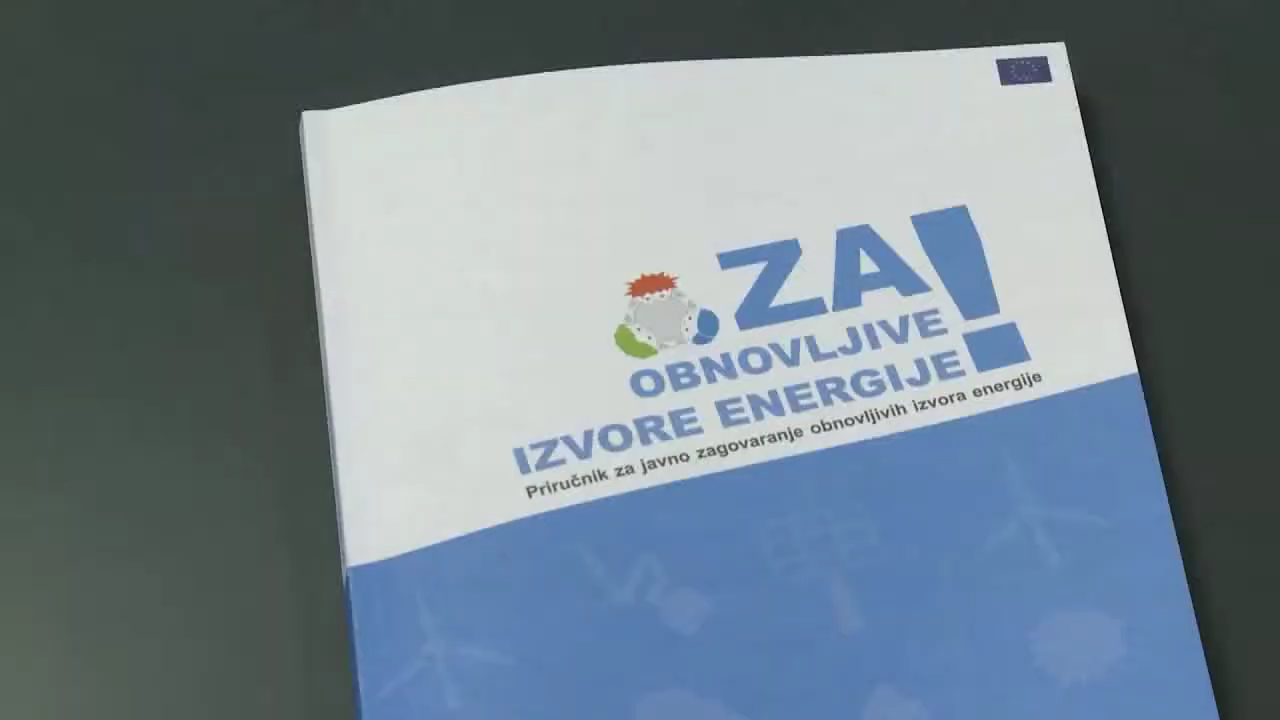 ZA!
OBNOVLJIVE
IZVORE ENERGIJE
Priručnik za javno zagovaranje obnovljivih izvora energije